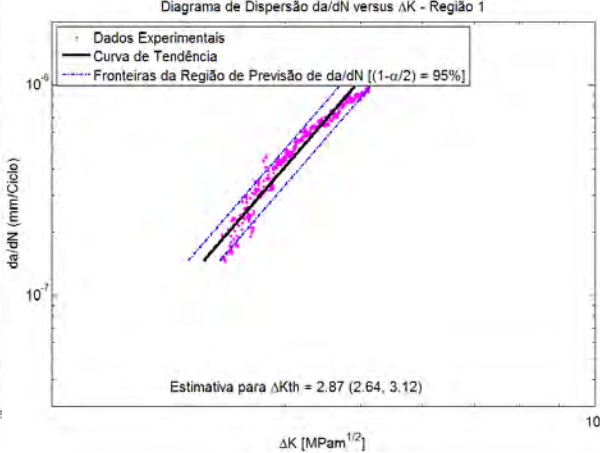 Diagrama de Dispersão da/dN versus ΔK - Região 1
Dados Experimentais
Curva de Tendência
Fronteiras da Região de Previsão de da/dN [(1-α/2) = 95%]
10^-6
da/dN (mm/Ciclo)
10^-7
Estimativa para ΔKth = 2.87 (2.64, 3.12)
10
ΔK [MPam^1/2]